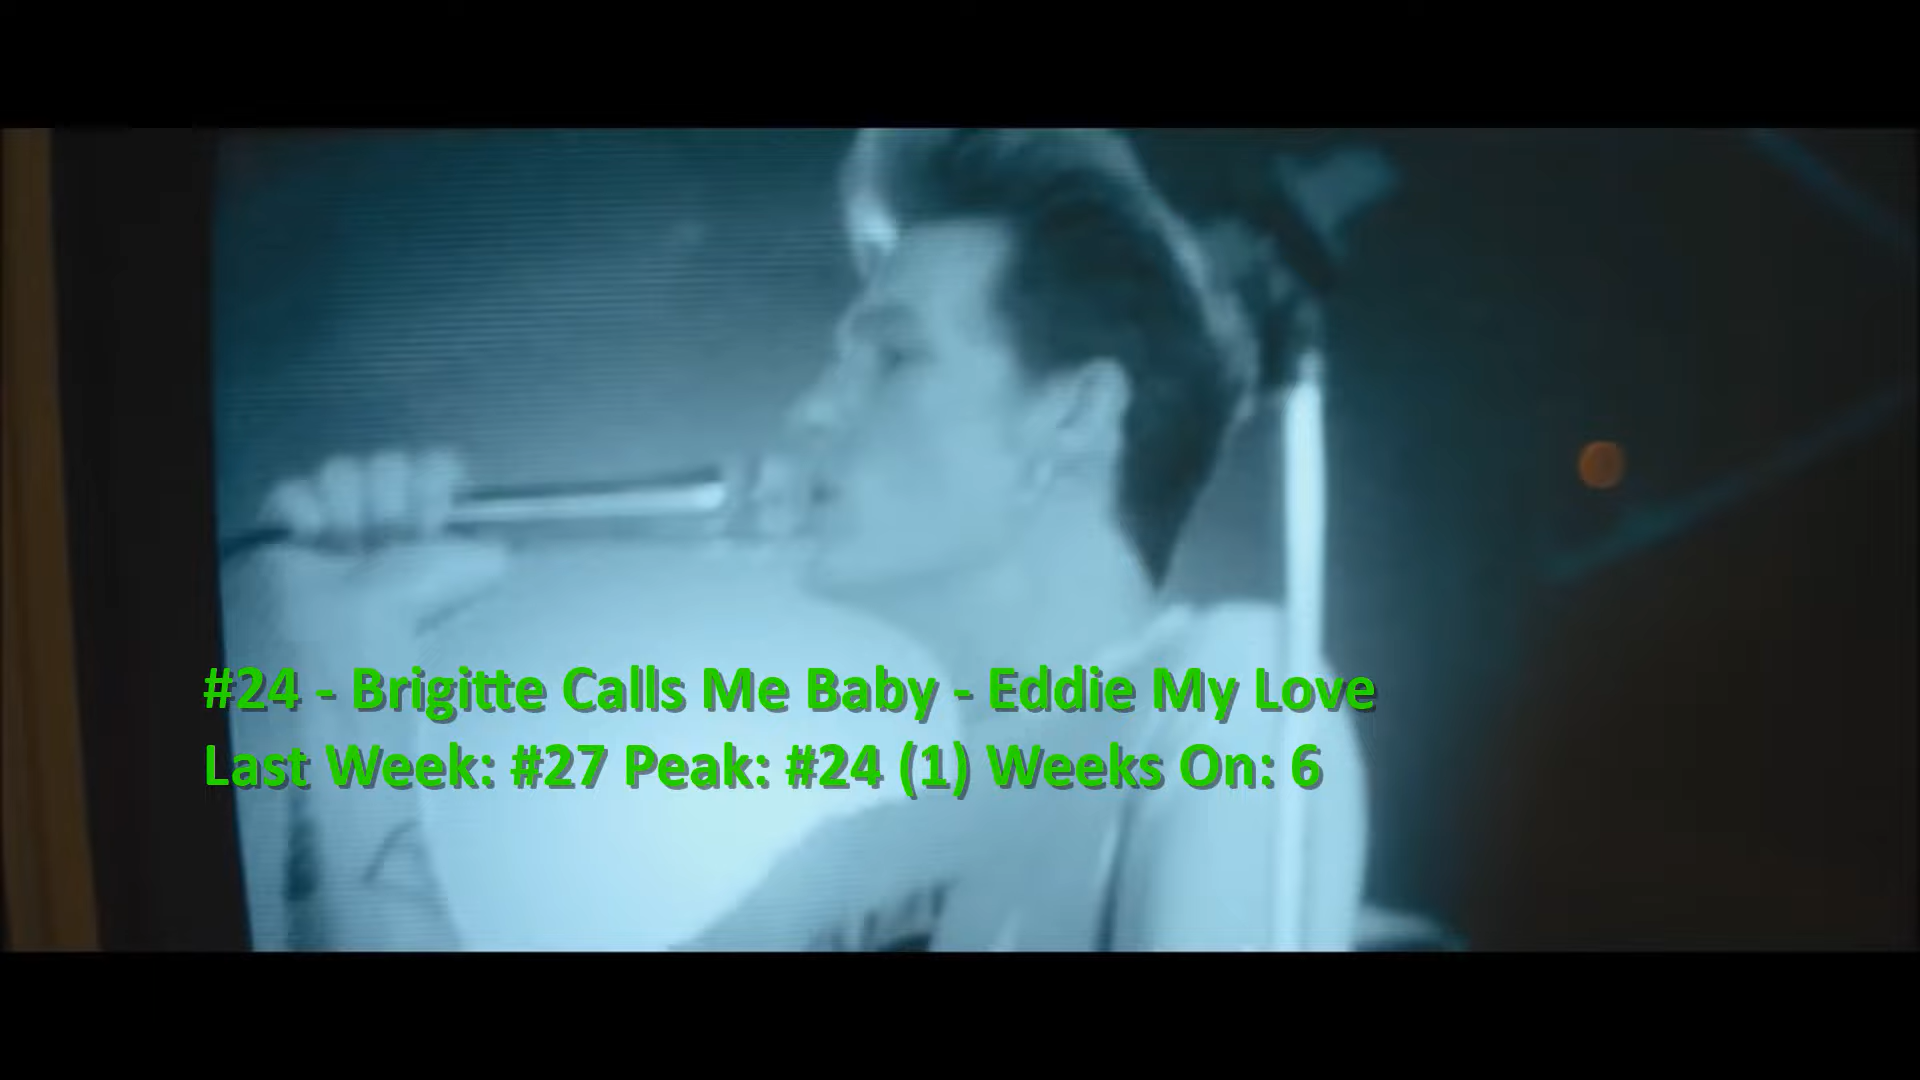 #24 - Brigitte Calls Me Baby - Eddie My Love
Last Week: #27 Peak: #24 (1) Weeks On: 6